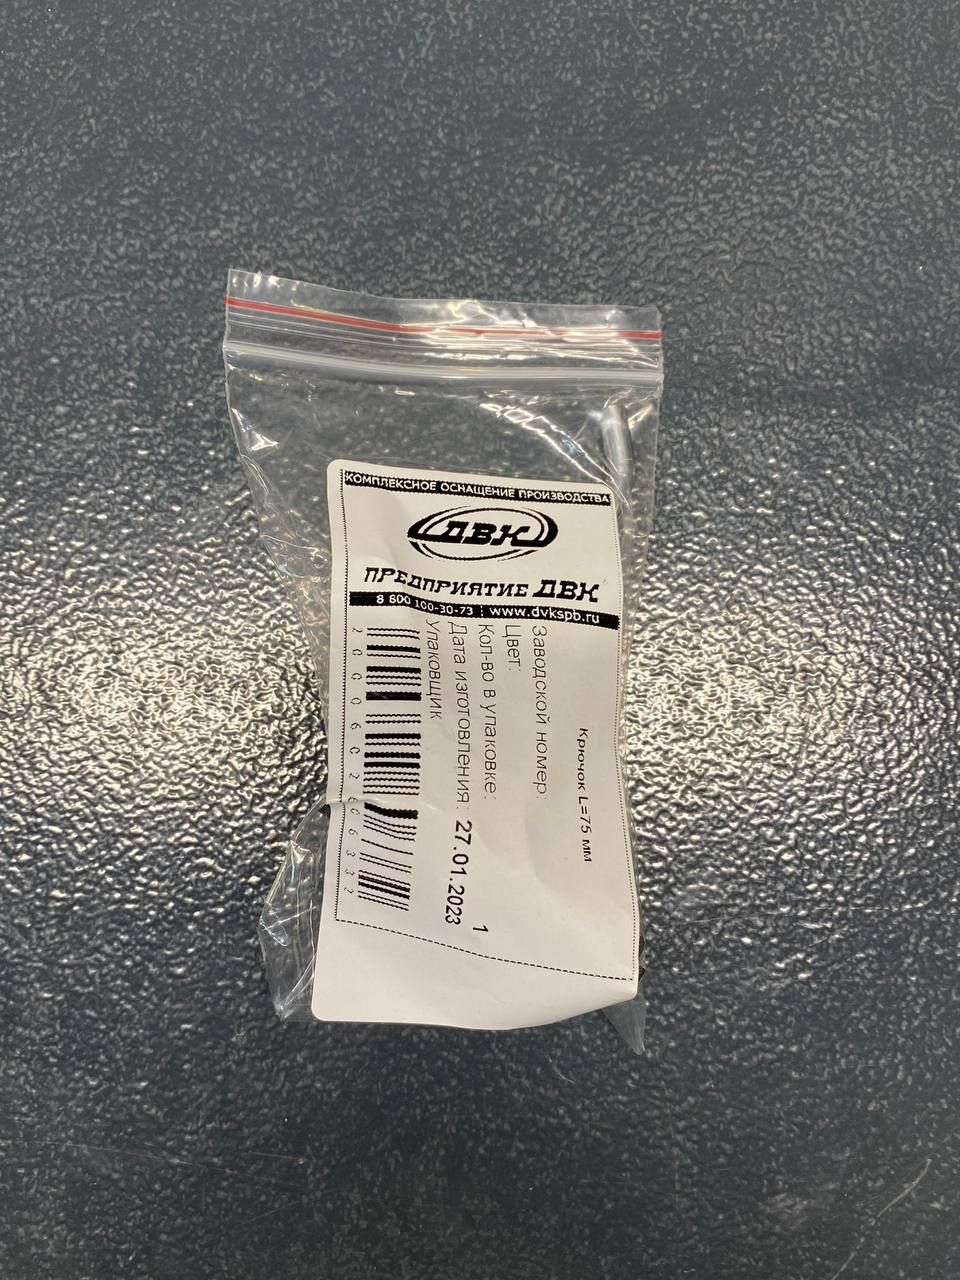 КОМПЛЕКСНОЕ ОСНАЩЕНИЕ ПРОИЗВОДСТВА
ДВК
ПРЕДПРИЯТИЕ ДВК
8 800 100-30-73 www.dvkspb.ru
Крючок L=75 мм
Заводской номер:
Цвет:
Кол-во в упаковке: 1
Дата изготовления: 27.01.2023
Упаковщик